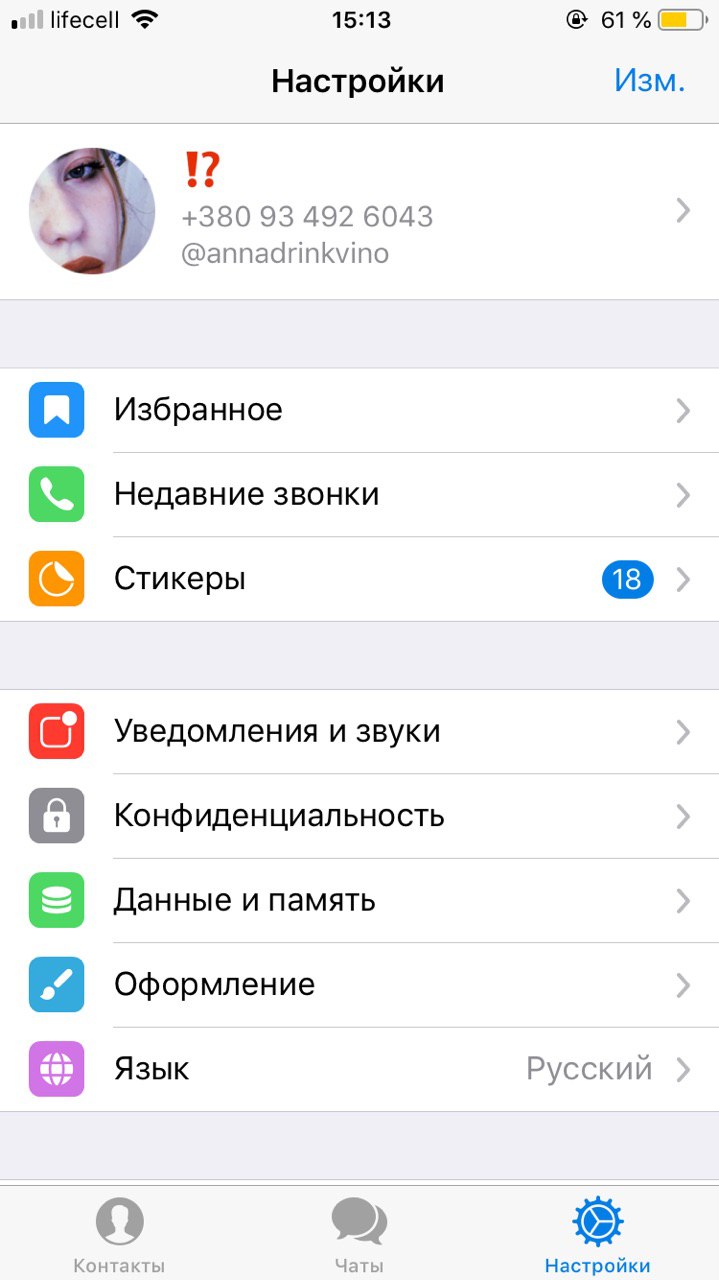 lifecell 15:13 61 %
Настройки Изм.
⁉️
+380 93 492 6043
@annadrinkvino
Избранное
Недавние звонки
Стикеры 18
Уведомления и звуки
Конфиденциальность
Данные и память
Оформление
Язык Русский
Контакты Чаты Настройки